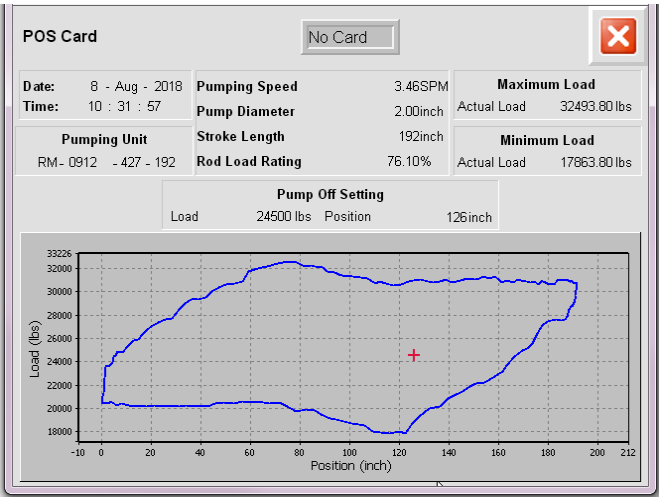 POS Card
No Card
Date: 8 - Aug - 2018
Time: 10 : 31 : 57
Pumping Unit
RM- 0912 - 427 - 192
Pumping Speed 3.46SPM
Pump Diameter 2.00inch
Stroke Length 192inch
Rod Load Rating 76.10%
Maximum Load
Actual Load 32493.80 lbs
Minimum Load
Actual Load 17863.80 lbs
Pump Off Setting
Load 24500 lbs Position 126inch
33226
32000
30000
28000
26000
24000
22000
20000
18000
Load (lbs)
-10 0 20 40 60 80 100 120 140 160 180 200 212
Position (inch)